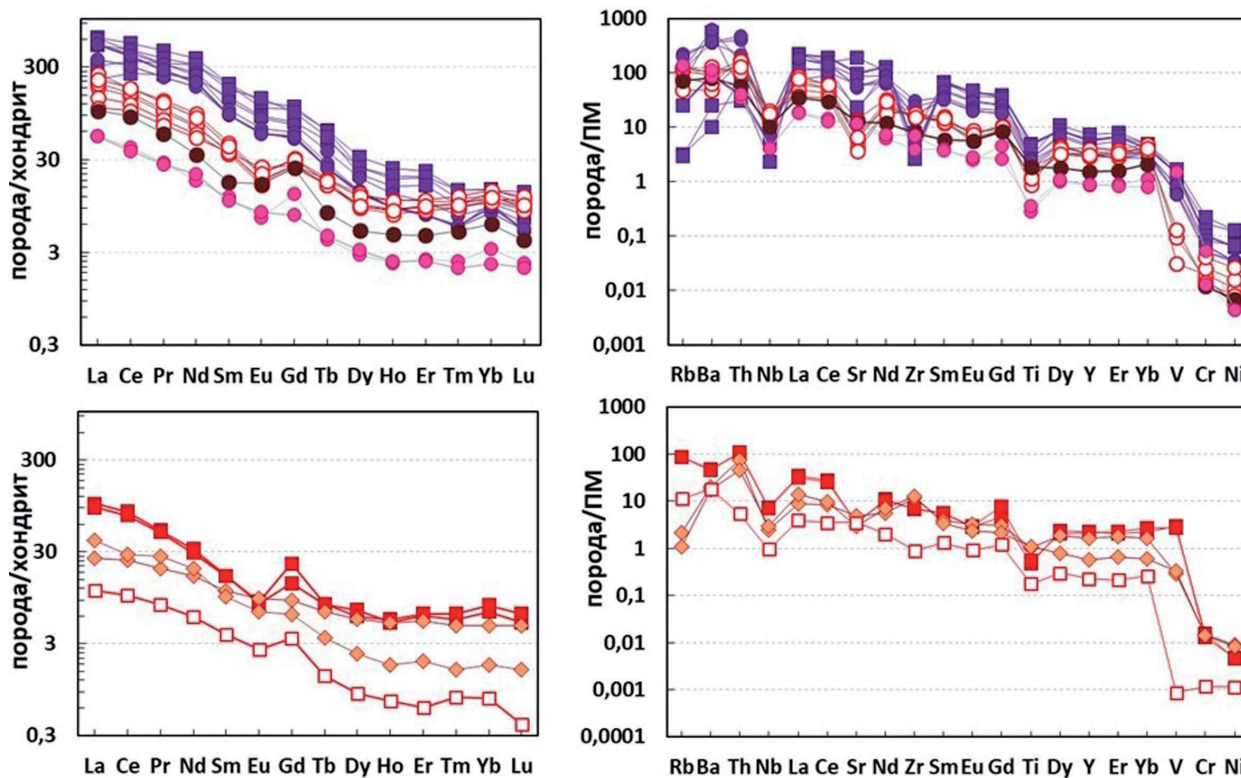 порода/хондрит
300
30
3
0,3
La Ce Pr Nd Sm Eu Gd Tb Dy Ho Er Tm Yb Lu
порода/ПМ
1000
100
10
1
0,1
0,01
0,001
Rb Ba Th Nb La Ce Sr Nd Zr Sm Eu Gd Ti Dy Y Er Yb V Cr Ni
порода/хондрит
300
30
3
0,3
La Ce Pr Nd Sm Eu Gd Tb Dy Ho Er Tm Yb Lu
порода/ПМ
1000
100
10
1
0,1
0,01
0,001
0,0001
Rb Ba Th Nb La Ce Sr Nd Zr Sm Eu Gd Ti Dy Y Er Yb V Cr Ni